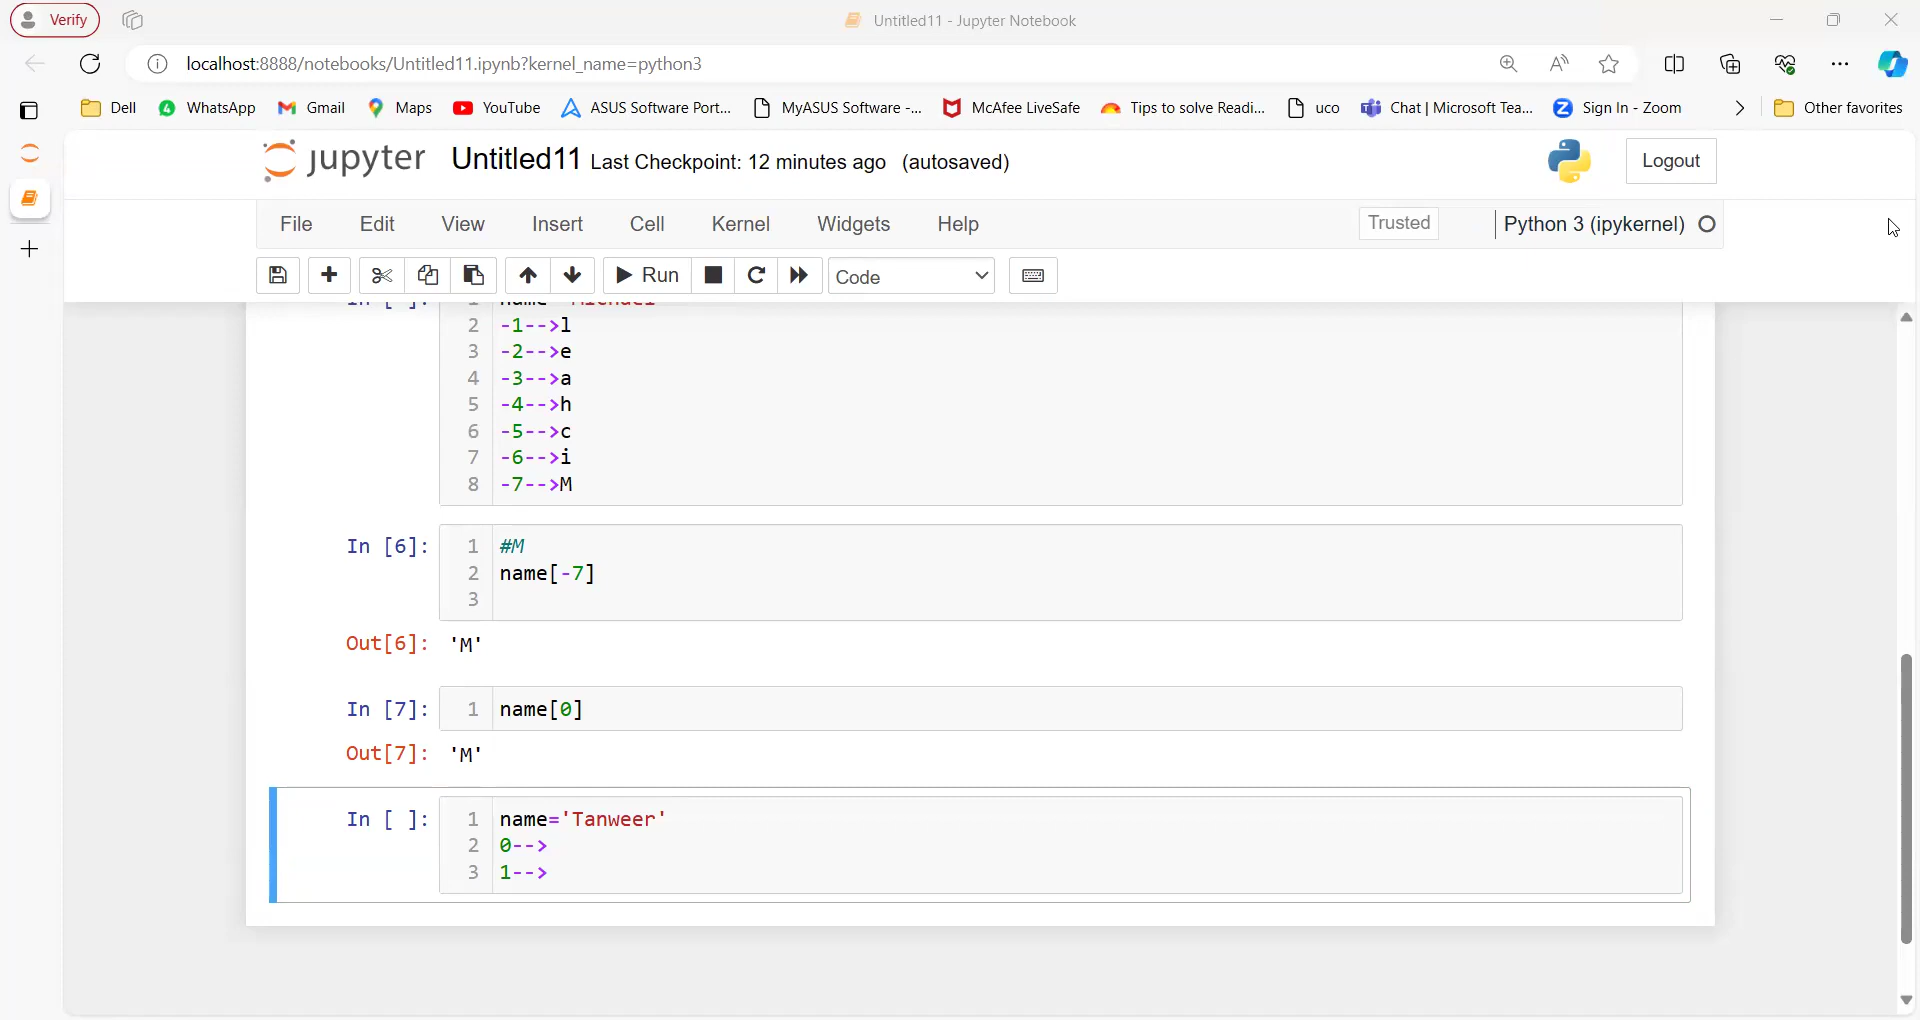 Verify
Untitled11 - Jupyter Notebook
localhost:8888/notebooks/Untitled11.ipynb?kernel_name=python3
Dell WhatsApp Gmail Maps YouTube ASUS Software Port... MyASUS Software -... McAfee LiveSafe Tips to solve Readi... uco Chat | Microsoft Tea... Sign In - Zoom Other favorites
jupyter Untitled11 Last Checkpoint: 12 minutes ago (autosaved) Logout
File Edit View Insert Cell Kernel Widgets Help Trusted Python 3 (ipykernel)
Run Code
2 -1-->l
3 -2-->e
4 -3-->a
5 -4-->h
6 -5-->c
7 -6-->i
8 -7-->M
In [6]: 1 #M
2 name[-7]
3
Out[6]: 'M'
In [7]: 1 name[0]
Out[7]: 'M'
In [ ]: 1 name='Tanweer'
2 0-->
3 1-->